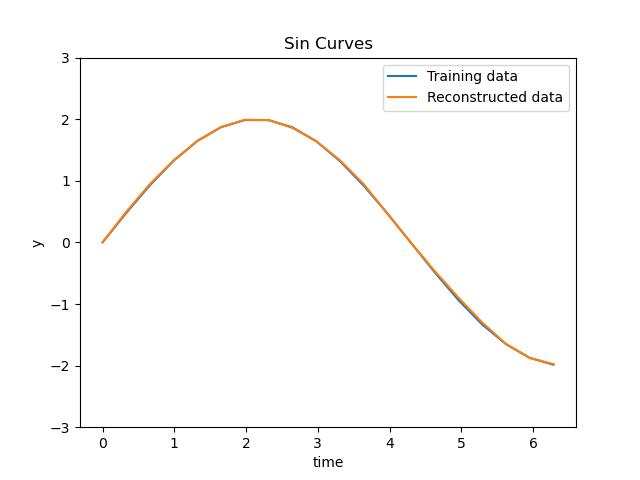 Sin Curves
Training data
Reconstructed data
3
2
1
0
−1
−2
−3
y
0 1 2 3 4 5 6
time